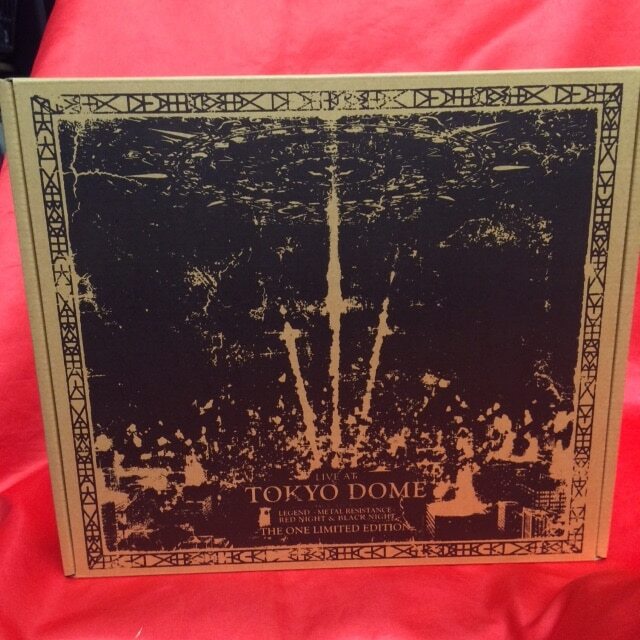 LIVE AT
TOKYO DOME
LEGEND - METAL RESISTANCE -
RED NIGHT & BLACK NIGHT
-THE ONE LIMITED EDITION-